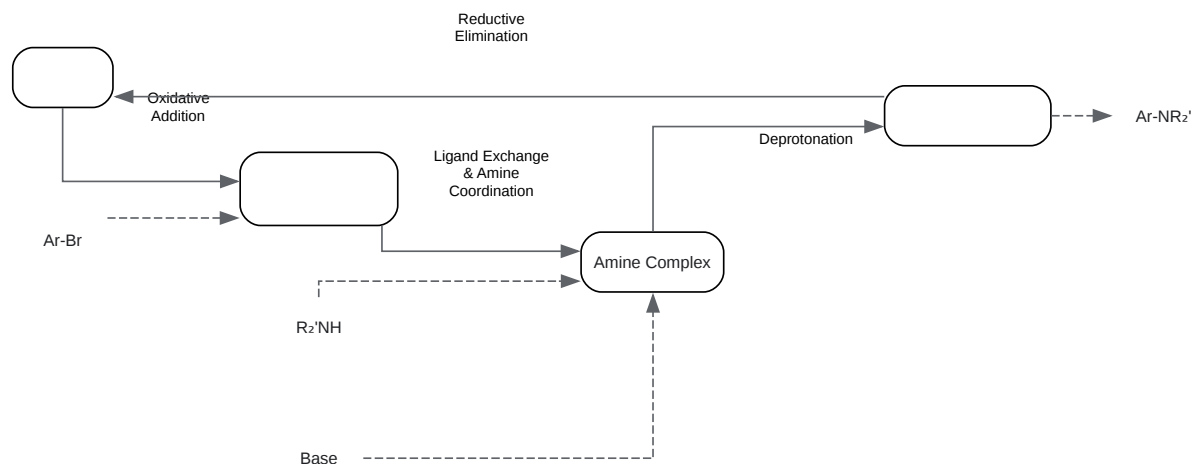 Reductive
Elimination
Oxidative
Addition
Ar-NR₂'
Deprotonation
Ligand Exchange
& Amine
Coordination
Ar-Br
Amine Complex
R₂'NH
Base